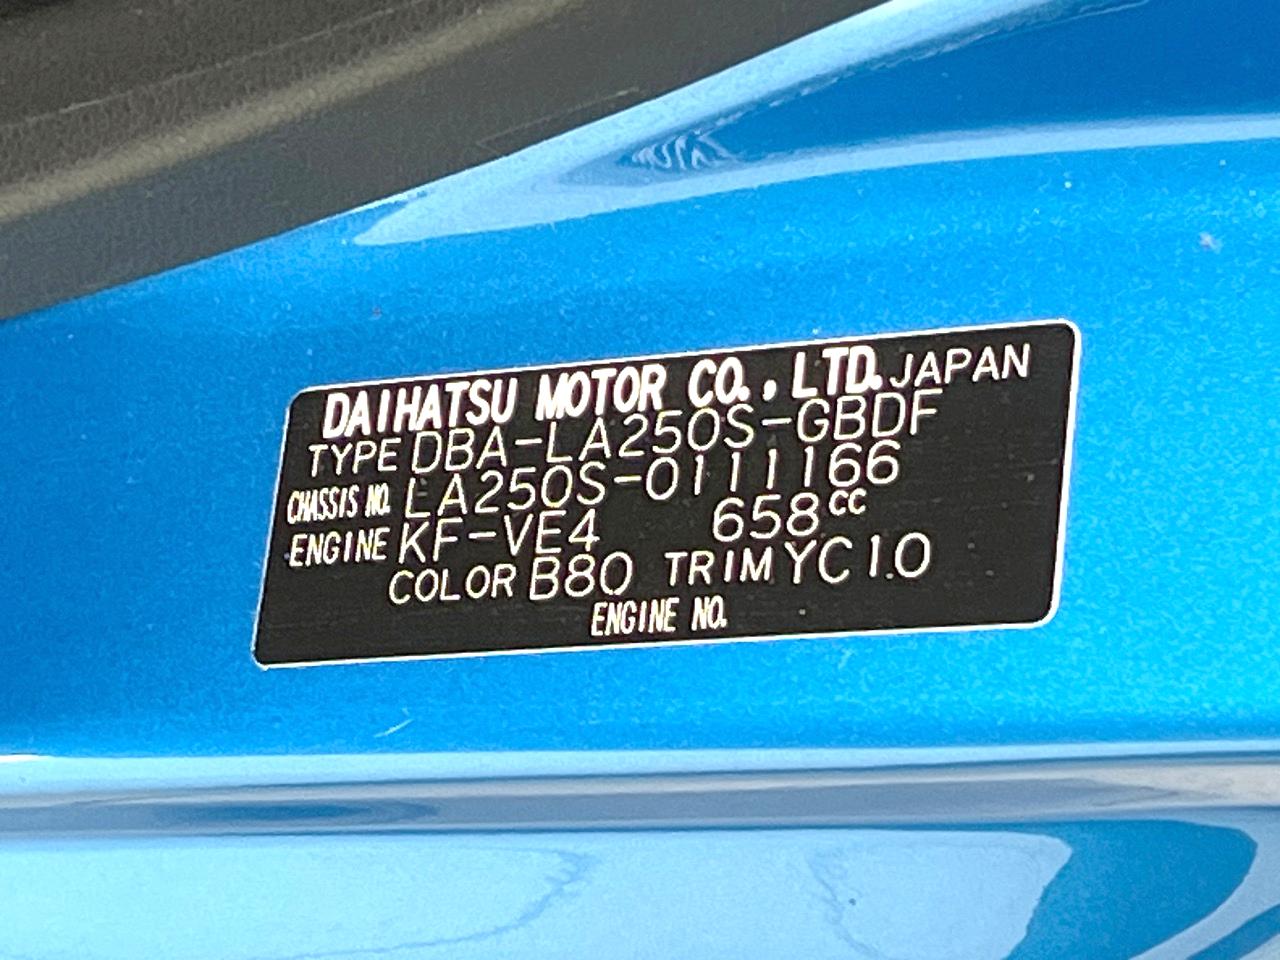 DAIHATSU MOTOR CO., LTD. JAPAN
TYPE DBA-LA250S-GBDF
CHASSIS NO. LA250S-0111166
ENGINE KF-VE4 658cc
COLOR B80 TRIM YC10
ENGINE NO.